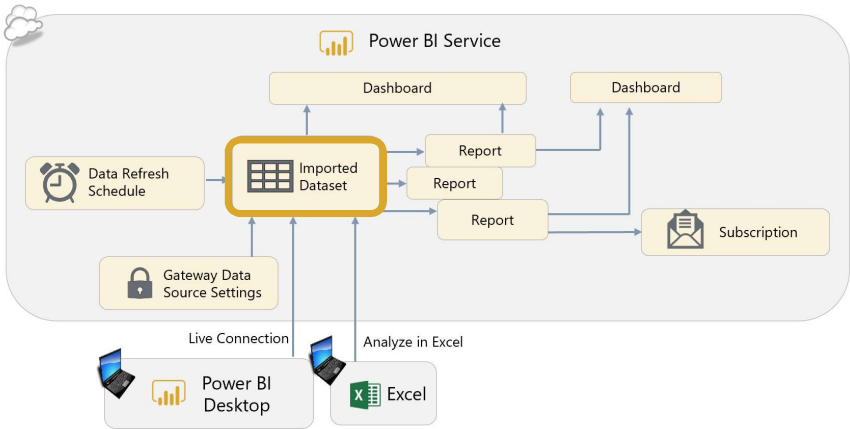 Power BI Service
Dashboard
Dashboard
Report
Data Refresh
Schedule
Imported
Dataset
Report
Report
Subscription
Gateway Data
Source Settings
Live Connection
Analyze in Excel
Power BI
Desktop
X
Excel